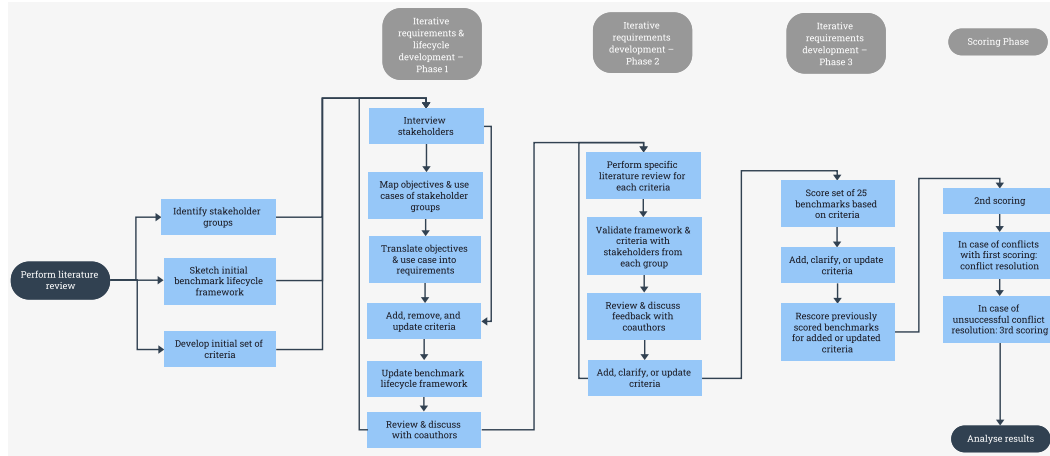 Iterative
requirements &
lifecycle
development –
Phase 1
Iterative
requirements
development –
Phase 2
Iterative
requirements
development –
Phase 3
Scoring Phase
Perform literature
review
Identify stakeholder
groups
Sketch initial
benchmark lifecycle
framework
Develop initial set of
criteria
Interview
stakeholders
Map objectives & use
cases of stakeholder
groups
Translate objectives
& use case into
requirements
Add, remove, and
update criteria
Update benchmark
lifecycle framework
Review & discuss
with coauthors
Perform specific
literature review for
each criteria
Validate framework &
criteria with
stakeholders from
each group
Review & discuss
feedback with
coauthors
Add, clarify, or update
criteria
Score set of 25
benchmarks based
on criteria
Add, clarify, or update
criteria
Rescore previously
scored benchmarks
for added or updated
criteria
2nd scoring
In case of conflicts
with first scoring:
conflict resolution
In case of
unsuccessful conflict
resolution: 3rd scoring
Analyse results